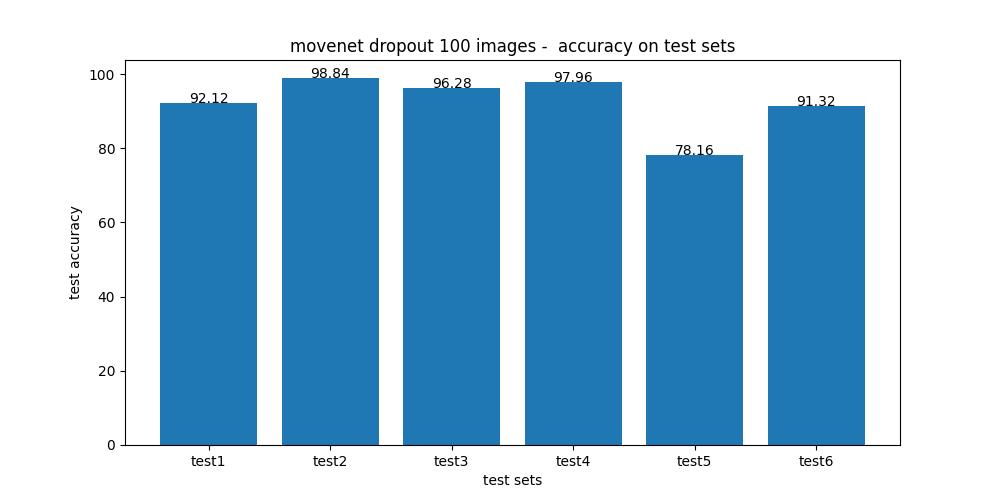 movenet dropout 100 images -  accuracy on test sets
100
80
60
40
20
0
test accuracy
92.12
98.84
96.28
97.96
78.16
91.32
test1
test2
test3
test4
test5
test6
test sets